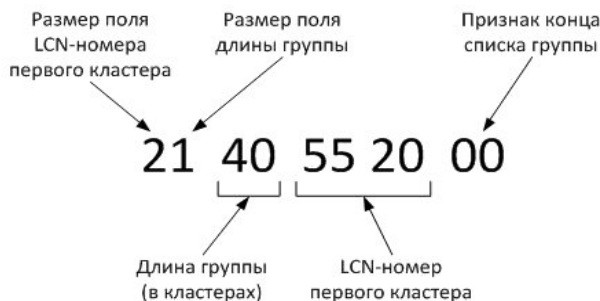 Размер поля
LCN-номера
первого кластера
Размер поля
длины группы
Признак конца
списка группы
21 40 55 20 00
Длина группы
(в кластерах)
LCN-номер
первого кластера